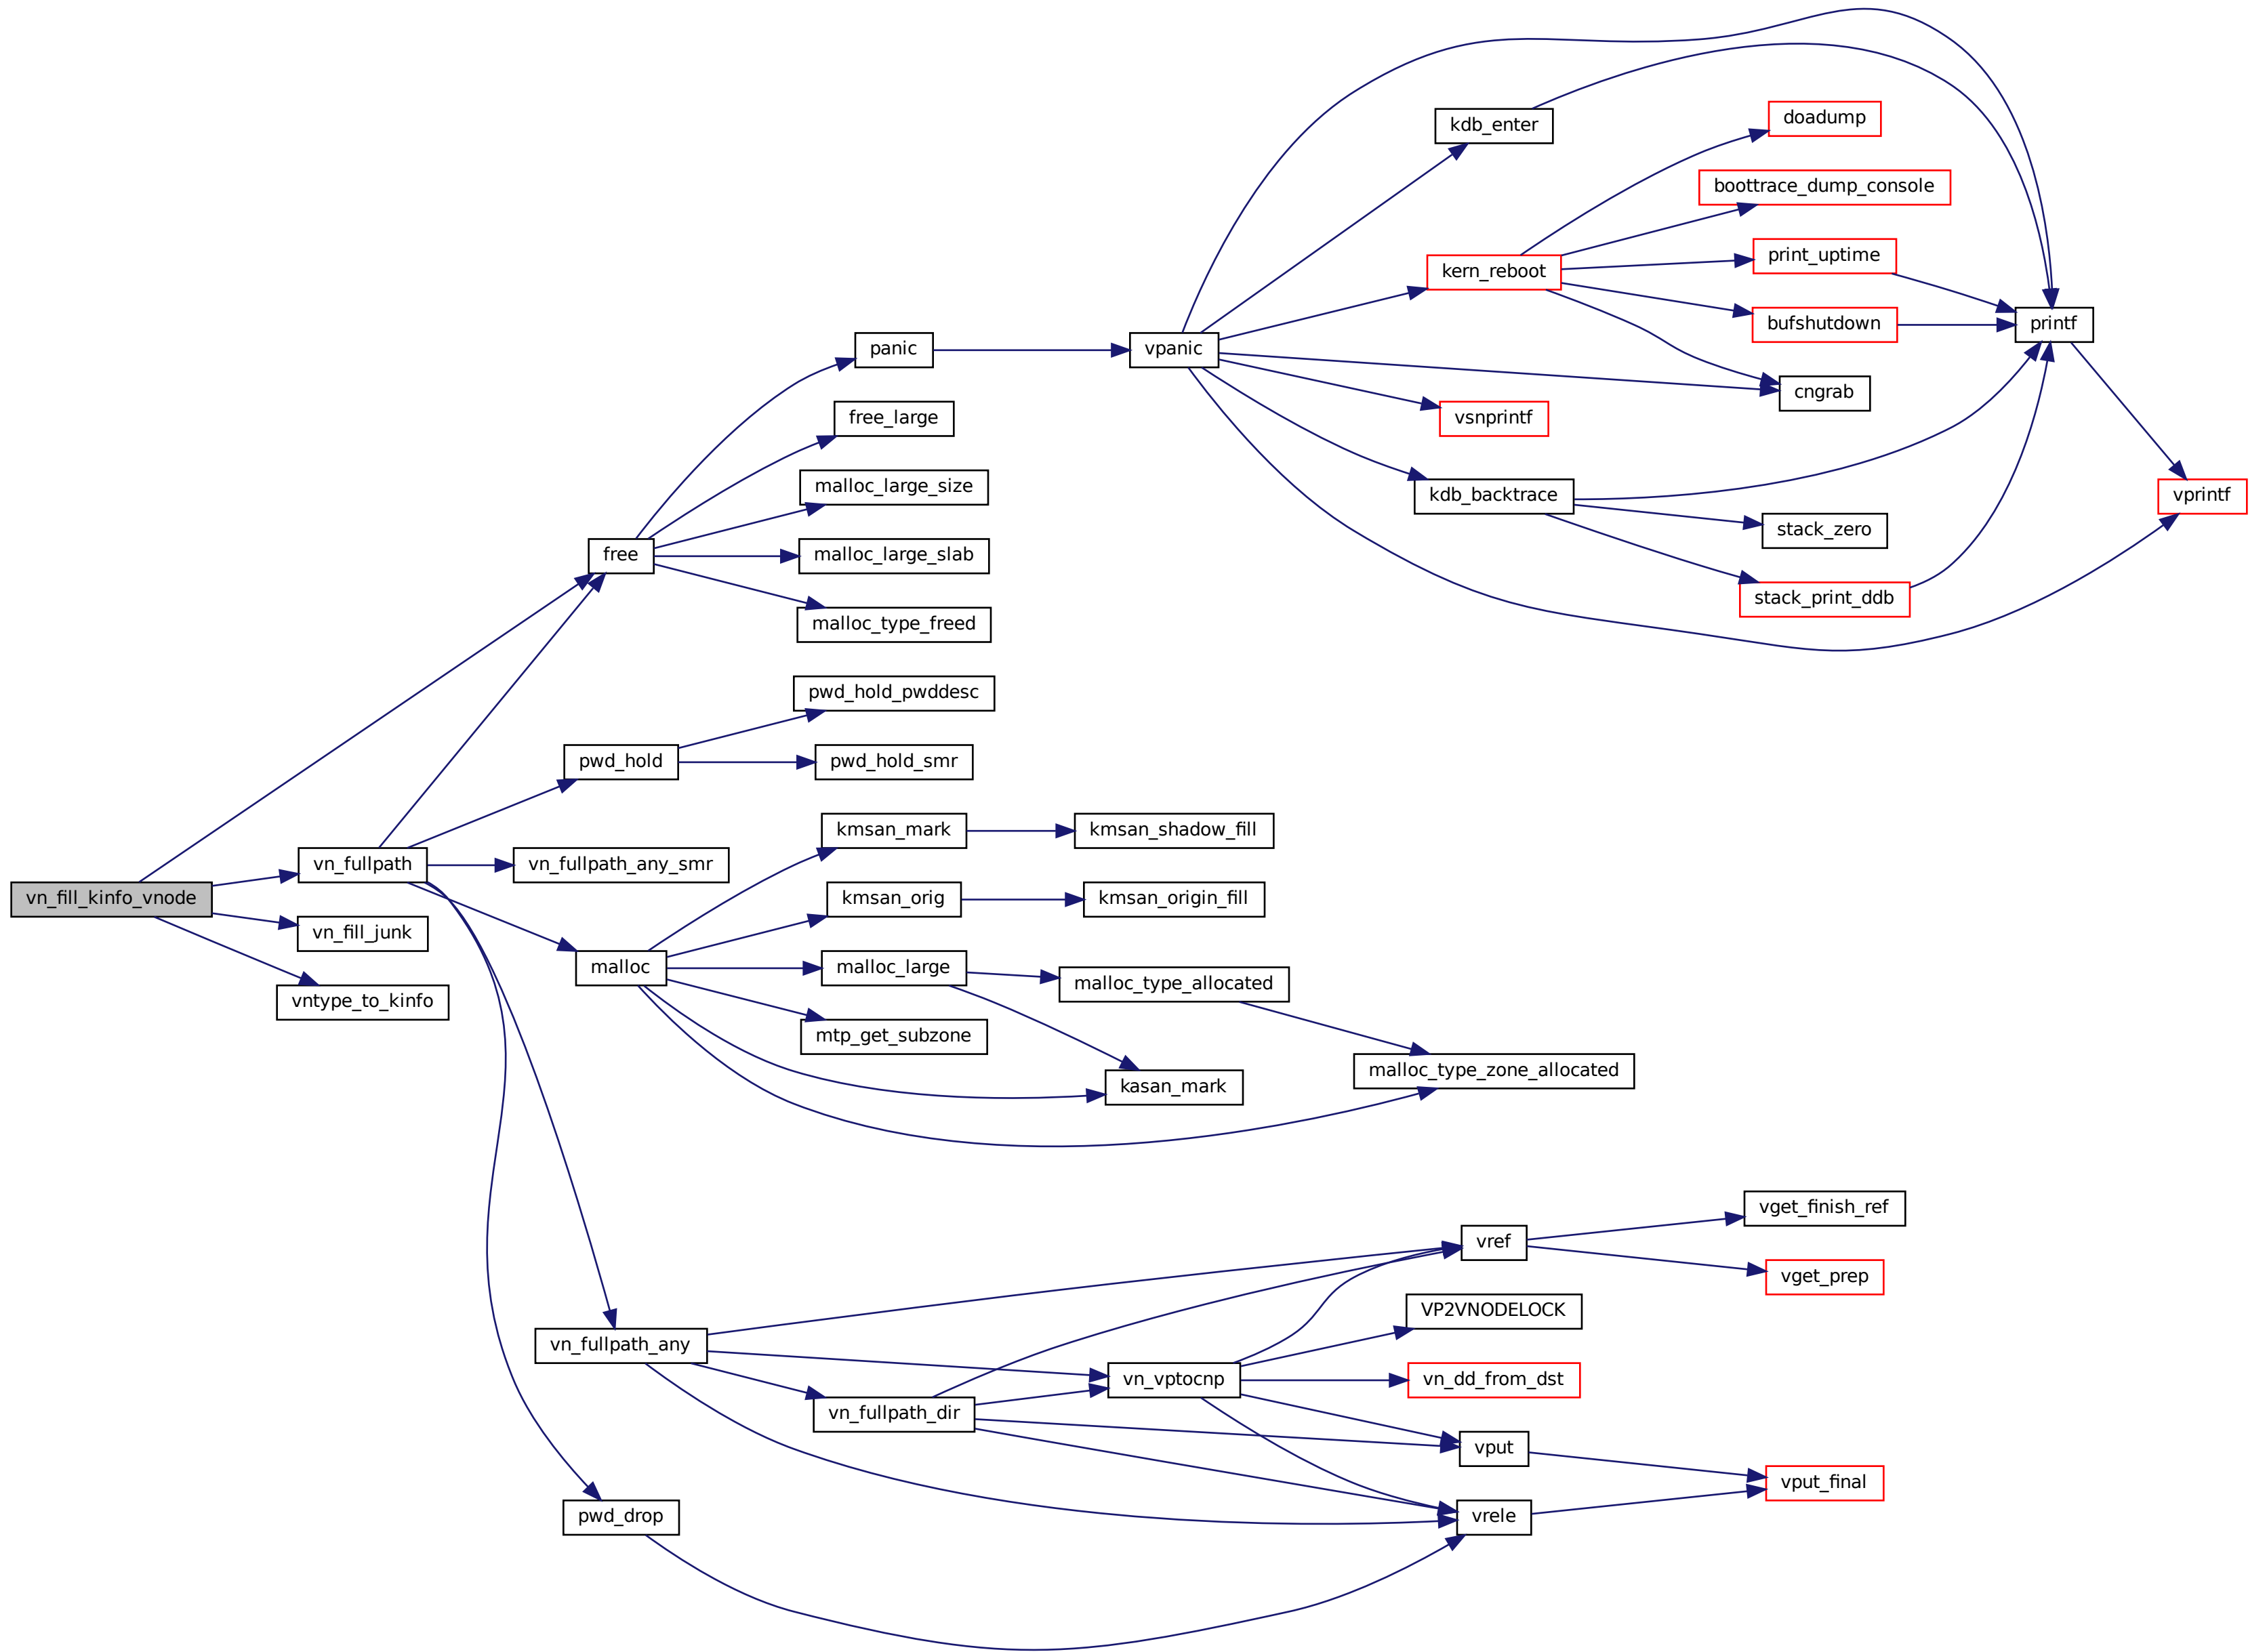 doadump
kdb_enter
boottrace_dump_console
print_uptime
kern_reboot
bufshutdown
printf
panic
vpanic
cngrab
free_large
vsnprintf
malloc_large_size
kdb_backtrace
vprintf
stack_zero
free
malloc_large_slab
stack_print_ddb
malloc_type_freed
pwd_hold_pwddesc
pwd_hold
pwd_hold_smr
kmsan_mark
kmsan_shadow_fill
vn_fullpath
vn_fullpath_any_smr
vn_fill_kinfo_vnode
kmsan_orig
kmsan_origin_fill
vn_fill_junk
malloc
malloc_large
malloc_type_allocated
vntype_to_kinfo
mtp_get_subzone
malloc_type_zone_allocated
kasan_mark
vget_finish_ref
vref
vget_prep
VP2VNODELOCK
vn_fullpath_any
vn_vptocnp
vn_dd_from_dst
vn_fullpath_dir
vput
vput_final
pwd_drop
vrele